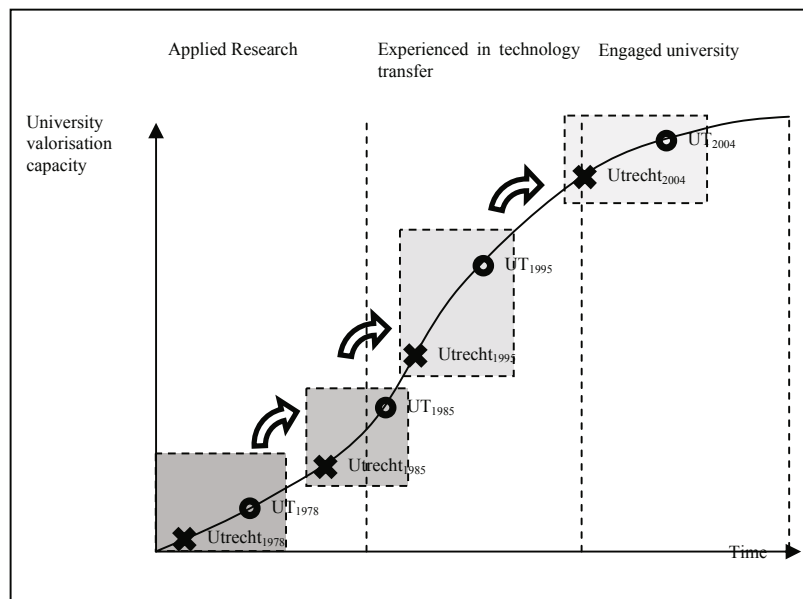 Applied Research
Experienced in technology
transfer
Engaged university
University
valorisation
capacity
UT2004
Utrecht2004
UT1995
Utrecht1995
UT1985
Utrecht1985
UT1978
Utrecht1978
Time